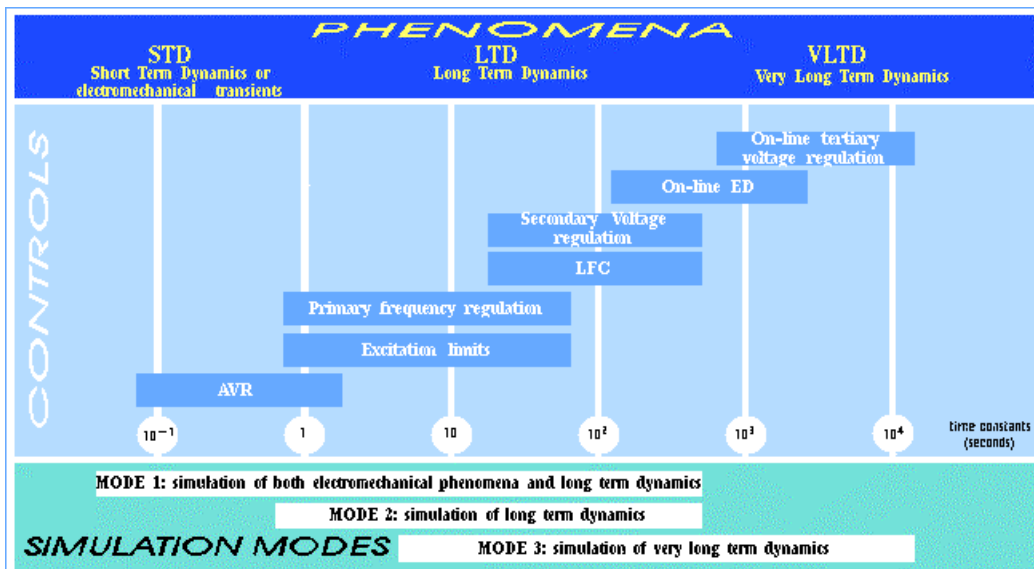 PHENOMENA
STD
Short Term Dynamics or
electromechanical transients
LTD
Long Term Dynamics
VLTD
Very Long Term Dynamics
CONTROLS
On-line tertiary
voltage regulation
On-line ED
Secondary Voltage
regulation
LFC
Primary frequency regulation
Excitation limits
AVR
10⁻¹
1
10
10²
10³
10⁴
time constants
(seconds)
MODE 1: simulation of both electromechanical phenomena and long term dynamics
MODE 2: simulation of long term dynamics
SIMULATION MODES
MODE 3: simulation of very long term dynamics